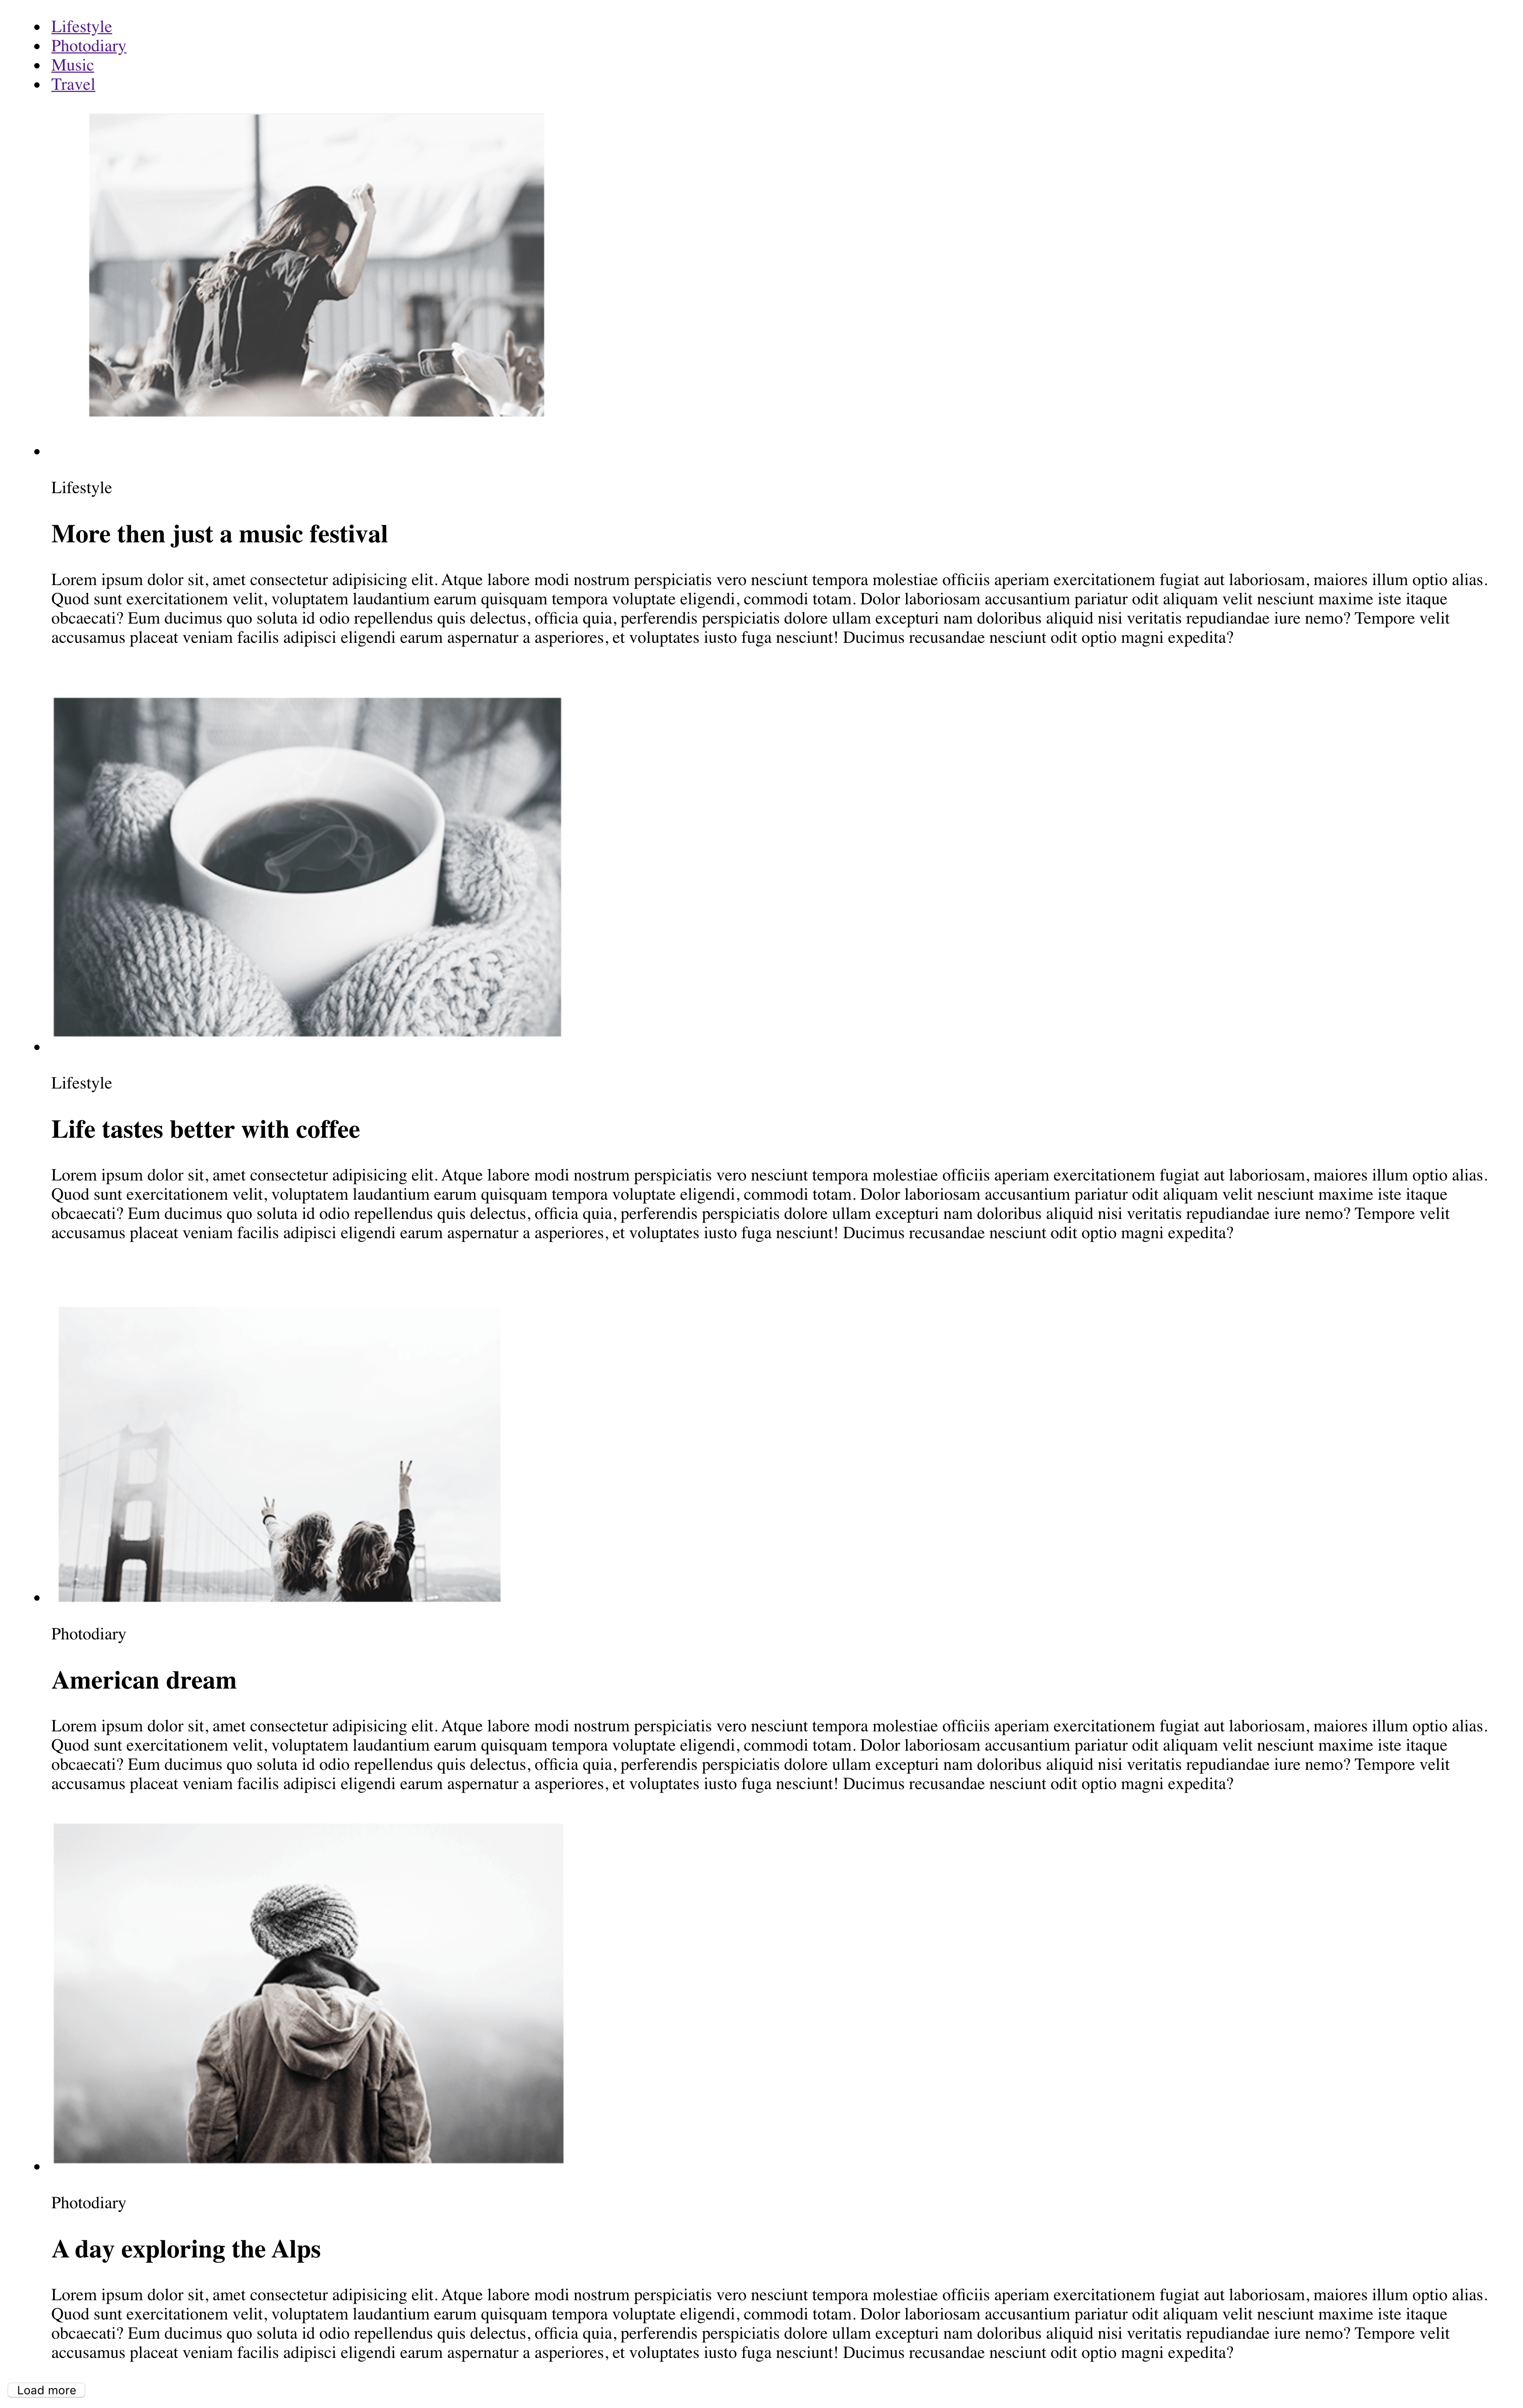 Lifestyle
Photodiary
Music
Travel
Lifestyle
More then just a music festival
Lorem ipsum dolor sit, amet consectetur adipisicing elit. Atque labore modi nostrum perspiciatis vero nesciunt tempora molestiae officiis aperiam exercitationem fugiat aut laboriosam, maiores illum optio alias.
Quod sunt exercitationem velit, voluptatem laudantium earum quisquam tempora voluptate eligendi, commodi totam. Dolor laboriosam accusantium pariatur odit aliquam velit nesciunt maxime iste itaque
obcaecati? Eum ducimus quo soluta id odio repellendus quis delectus, officia quia, perferendis perspiciatis dolore ullam excepturi nam doloribus aliquid nisi veritatis repudiandae iure nemo? Tempore velit
accusamus placeat veniam facilis adipisci eligendi earum aspernatur a asperiores, et voluptates iusto fuga nesciunt! Ducimus recusandae nesciunt odit optio magni expedita?
Lifestyle
Life tastes better with coffee
Lorem ipsum dolor sit, amet consectetur adipisicing elit. Atque labore modi nostrum perspiciatis vero nesciunt tempora molestiae officiis aperiam exercitationem fugiat aut laboriosam, maiores illum optio alias.
Quod sunt exercitationem velit, voluptatem laudantium earum quisquam tempora voluptate eligendi, commodi totam. Dolor laboriosam accusantium pariatur odit aliquam velit nesciunt maxime iste itaque
obcaecati? Eum ducimus quo soluta id odio repellendus quis delectus, officia quia, perferendis perspiciatis dolore ullam excepturi nam doloribus aliquid nisi veritatis repudiandae iure nemo? Tempore velit
accusamus placeat veniam facilis adipisci eligendi earum aspernatur a asperiores, et voluptates iusto fuga nesciunt! Ducimus recusandae nesciunt odit optio magni expedita?
Photodiary
American dream
Lorem ipsum dolor sit, amet consectetur adipisicing elit. Atque labore modi nostrum perspiciatis vero nesciunt tempora molestiae officiis aperiam exercitationem fugiat aut laboriosam, maiores illum optio alias.
Quod sunt exercitationem velit, voluptatem laudantium earum quisquam tempora voluptate eligendi, commodi totam. Dolor laboriosam accusantium pariatur odit aliquam velit nesciunt maxime iste itaque
obcaecati? Eum ducimus quo soluta id odio repellendus quis delectus, officia quia, perferendis perspiciatis dolore ullam excepturi nam doloribus aliquid nisi veritatis repudiandae iure nemo? Tempore velit
accusamus placeat veniam facilis adipisci eligendi earum aspernatur a asperiores, et voluptates iusto fuga nesciunt! Ducimus recusandae nesciunt odit optio magni expedita?
Photodiary
A day exploring the Alps
Lorem ipsum dolor sit, amet consectetur adipisicing elit. Atque labore modi nostrum perspiciatis vero nesciunt tempora molestiae officiis aperiam exercitationem fugiat aut laboriosam, maiores illum optio alias.
Quod sunt exercitationem velit, voluptatem laudantium earum quisquam tempora voluptate eligendi, commodi totam. Dolor laboriosam accusantium pariatur odit aliquam velit nesciunt maxime iste itaque
obcaecati? Eum ducimus quo soluta id odio repellendus quis delectus, officia quia, perferendis perspiciatis dolore ullam excepturi nam doloribus aliquid nisi veritatis repudiandae iure nemo? Tempore velit
accusamus placeat veniam facilis adipisci eligendi earum aspernatur a asperiores, et voluptates iusto fuga nesciunt! Ducimus recusandae nesciunt odit optio magni expedita?
Load more